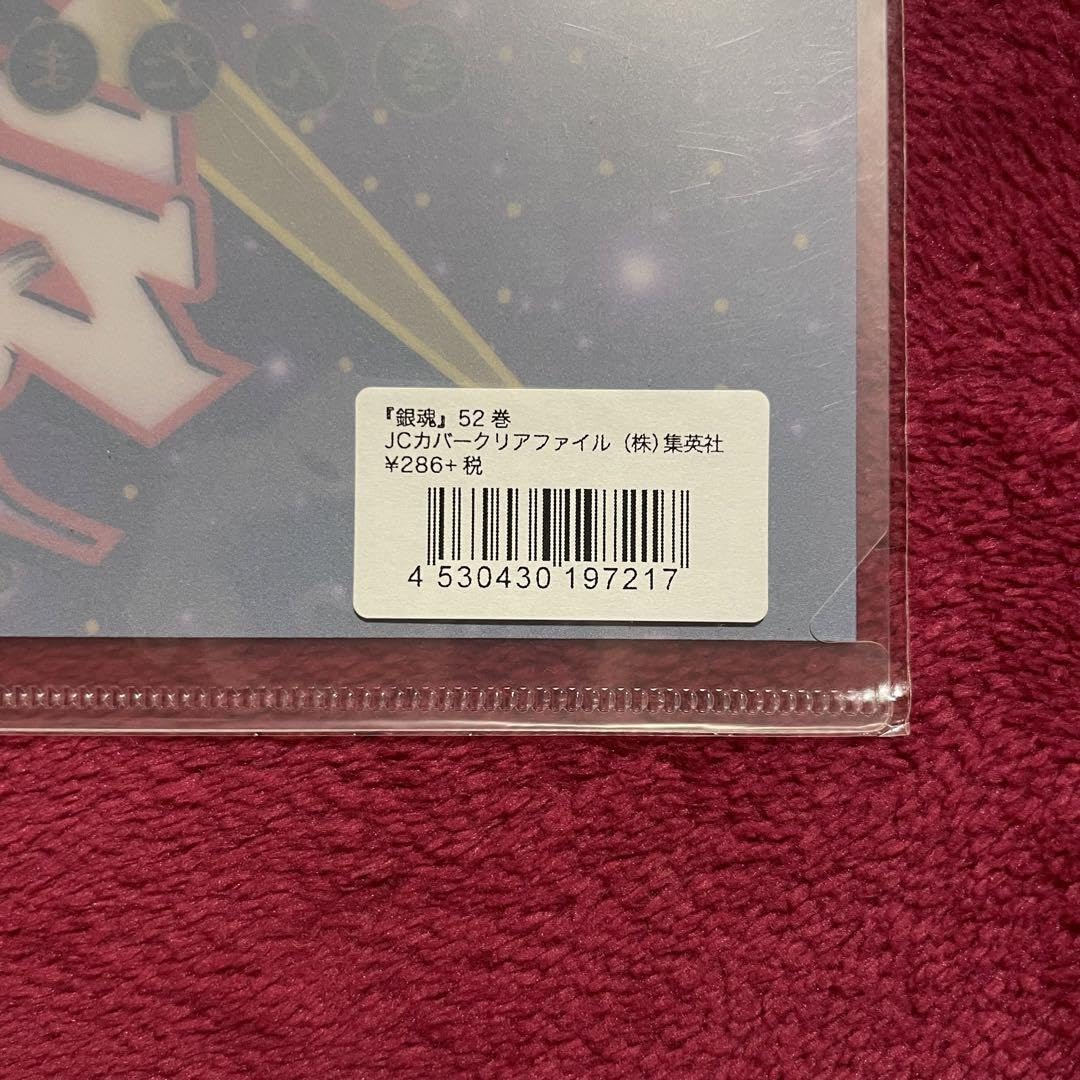 『銀魂』52巻
JCカバークリアファイル（株）集英社
¥286+税
4 530430 197217